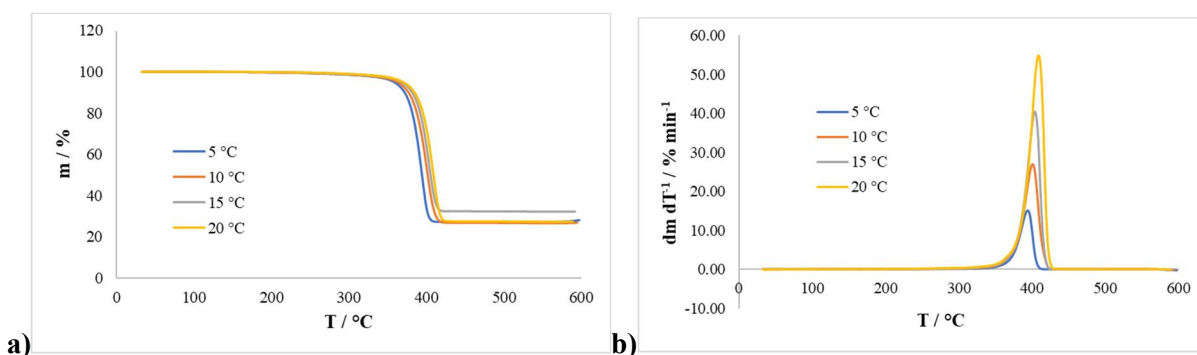 120
100
80
60
40
20
0
m / %
5 °C
10 °C
15 °C
20 °C
0 100 200 300 400 500 600
T / °C
a)
60.00
50.00
40.00
30.00
20.00
10.00
0.00
-10.00
dm dT⁻¹ / % min⁻¹
5 °C
10 °C
15 °C
20 °C
0 100 200 300 400 500 600
T / °C
b)